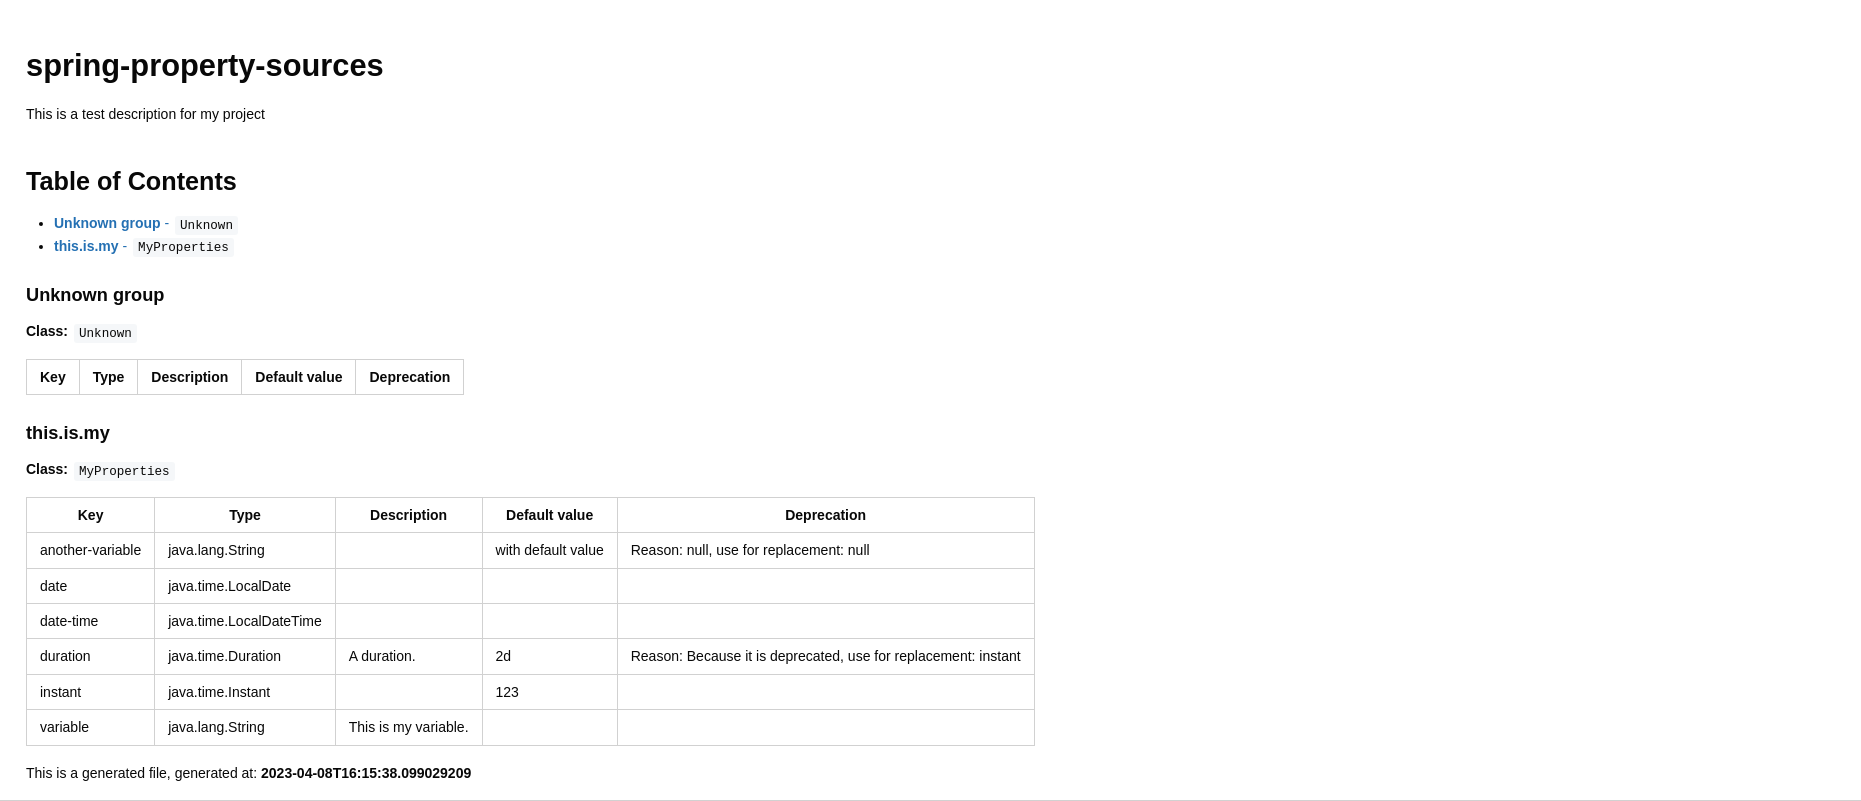 spring-property-sources
This is a test description for my project
Table of Contents
Unknown group - Unknown
this.is.my - MyProperties
Unknown group
Class: Unknown
Key Type Description Default value Deprecation
this.is.my
Class: MyProperties
Key Type Description Default value Deprecation
another-variable java.lang.String with default value Reason: null, use for replacement: null
date java.time.LocalDate
date-time java.time.LocalDateTime
duration java.time.Duration A duration. 2d Reason: Because it is deprecated, use for replacement: instant
instant java.time.Instant 123
variable java.lang.String This is my variable.
This is a generated file, generated at: 2023-04-08T16:15:38.099029209